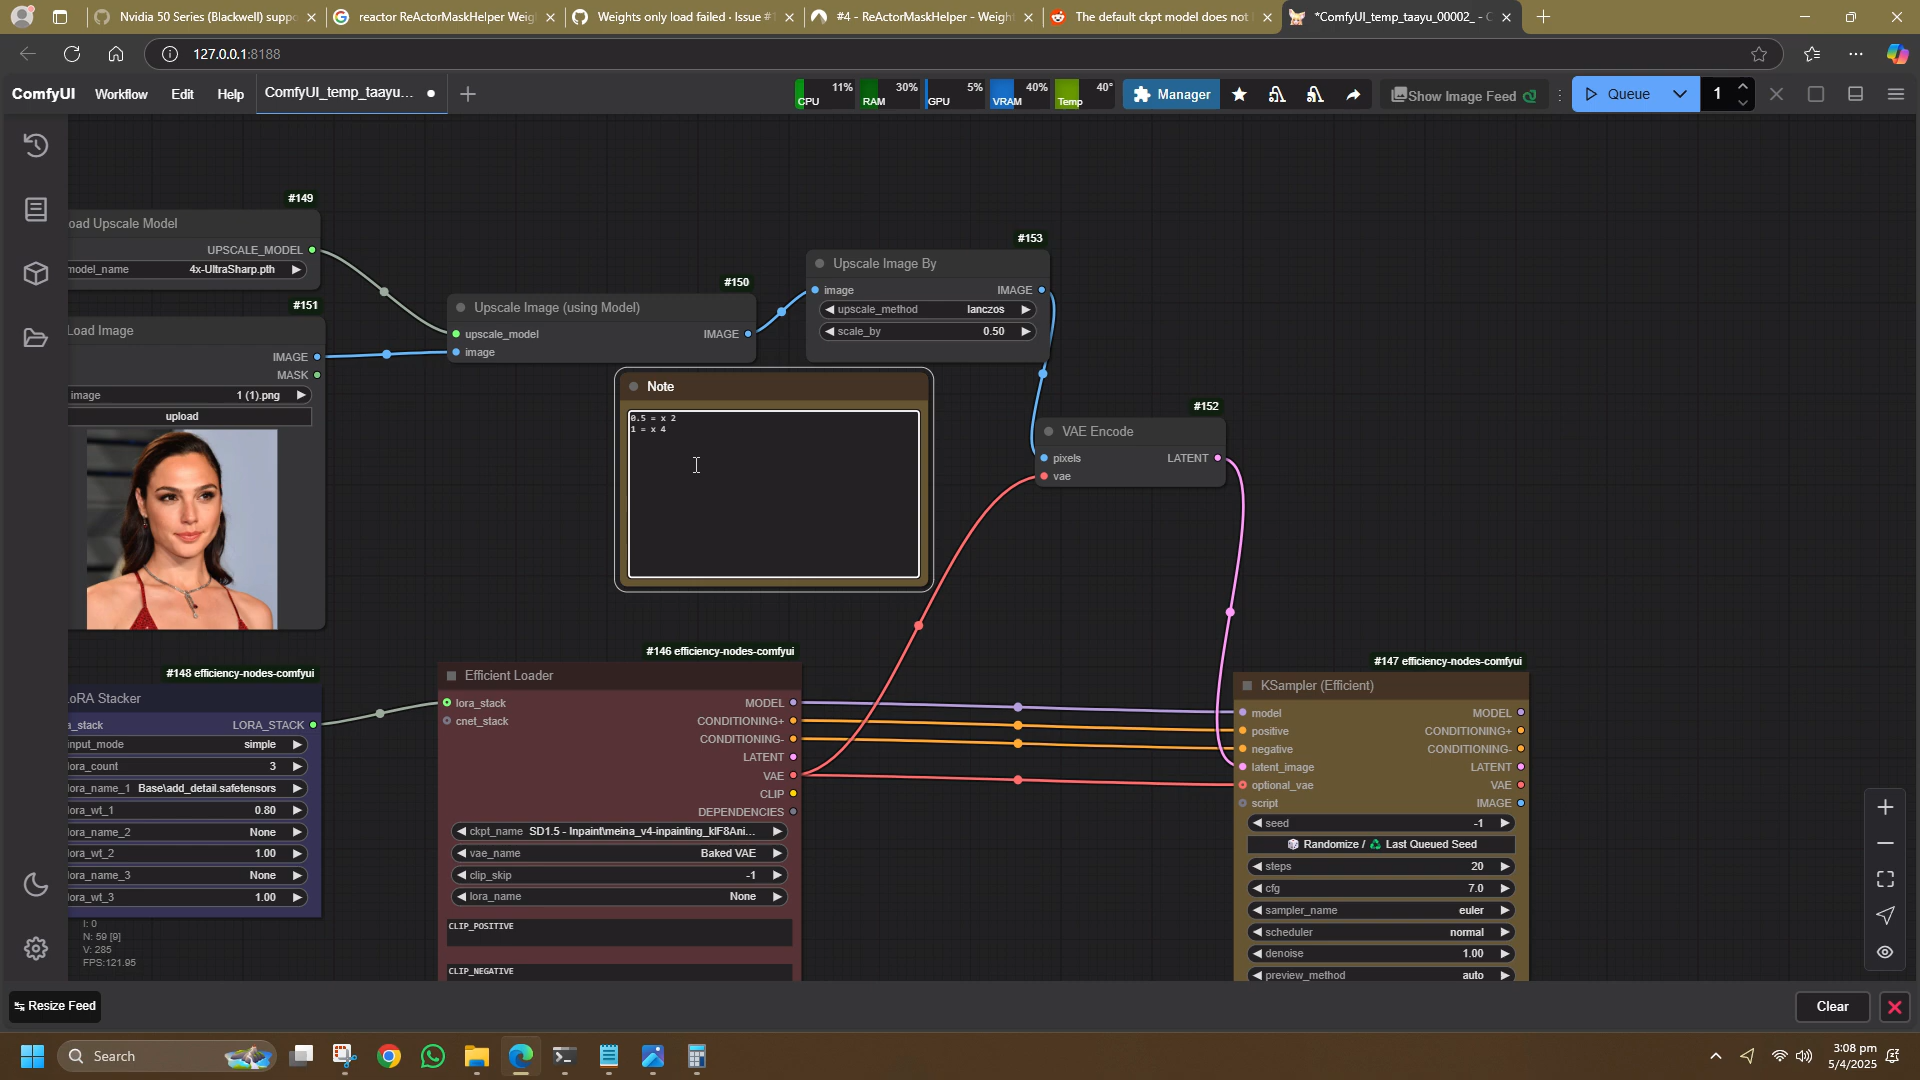 Nvidia 50 Series (Blackwell) suppo
reactor ReActorMaskHelper Weig
Weights only load failed · Issue #1
#4 - ReActorMaskHelper - Weigh
The default ckpt model does not
*ComfyUI_temp_taayu_00002_ - C
127.0.0.1:8188
ComfyUI
Workflow
Edit
Help
ComfyUI_temp_taayu...
CPU 11%
RAM 30%
GPU 5%
VRAM 40%
Temp 40°
Manager
Show Image Feed
Queue
1
#149
oad Upscale Model
UPSCALE_MODEL
model_name 4x-UltraSharp.pth
#151
Load Image
IMAGE
MASK
image 1 (1).png
upload
#150
Upscale Image (using Model)
upscale_model IMAGE
image
#153
Upscale Image By
image IMAGE
upscale_method lanczos
scale_by 0.50
Note
0.5 = x 2
1 = x 4
#152
VAE Encode
pixels LATENT
vae
#148 efficiency-nodes-comfyui
oRA Stacker
a_stack LORA_STACK
input_mode simple
lora_count 3
lora_name_1 Base\add_detail.safetensors
lora_wt_1 0.80
lora_name_2 None
lora_wt_2 1.00
lora_name_3 None
lora_wt_3 1.00
I: 0
N: 59 [9]
V: 285
FPS:121.95
#146 efficiency-nodes-comfyui
Efficient Loader
lora_stack MODEL
cnet_stack CONDITIONING+
CONDITIONING-
LATENT
VAE
CLIP
DEPENDENCIES
ckpt_name SD1.5 - Inpaint\meina_v4-inpainting_kIF8Ani...
vae_name Baked VAE
clip_skip -1
lora_name None
CLIP_POSITIVE
CLIP_NEGATIVE
#147 efficiency-nodes-comfyui
KSampler (Efficient)
model MODEL
positive CONDITIONING+
negative CONDITIONING-
latent_image LATENT
optional_vae VAE
script IMAGE
seed -1
Randomize / Last Queued Seed
steps 20
cfg 7.0
sampler_name euler
scheduler normal
denoise 1.00
preview_method auto
Resize Feed
Clear
Search
3:08 pm
5/4/2025